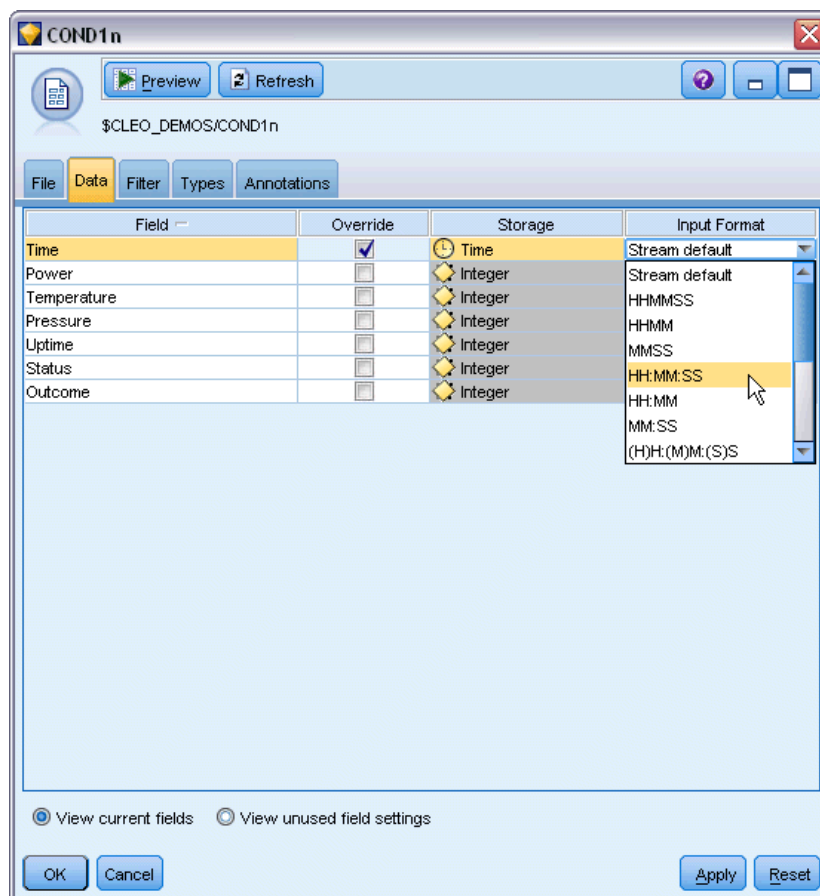 COND1n
Preview Refresh
$CLEO_DEMOS/COND1n
File Data Filter Types Annotations
Field Override Storage Input Format
Time Time Stream default
Power Integer Stream default
Temperature Integer HHMMSS
Pressure Integer HHMM
Uptime Integer MMSS
Status Integer HH:MM:SS
Outcome Integer HH:MM
MM:SS
(H)H:(M)M:(S)S
View current fields View unused field settings
OK Cancel Apply Reset